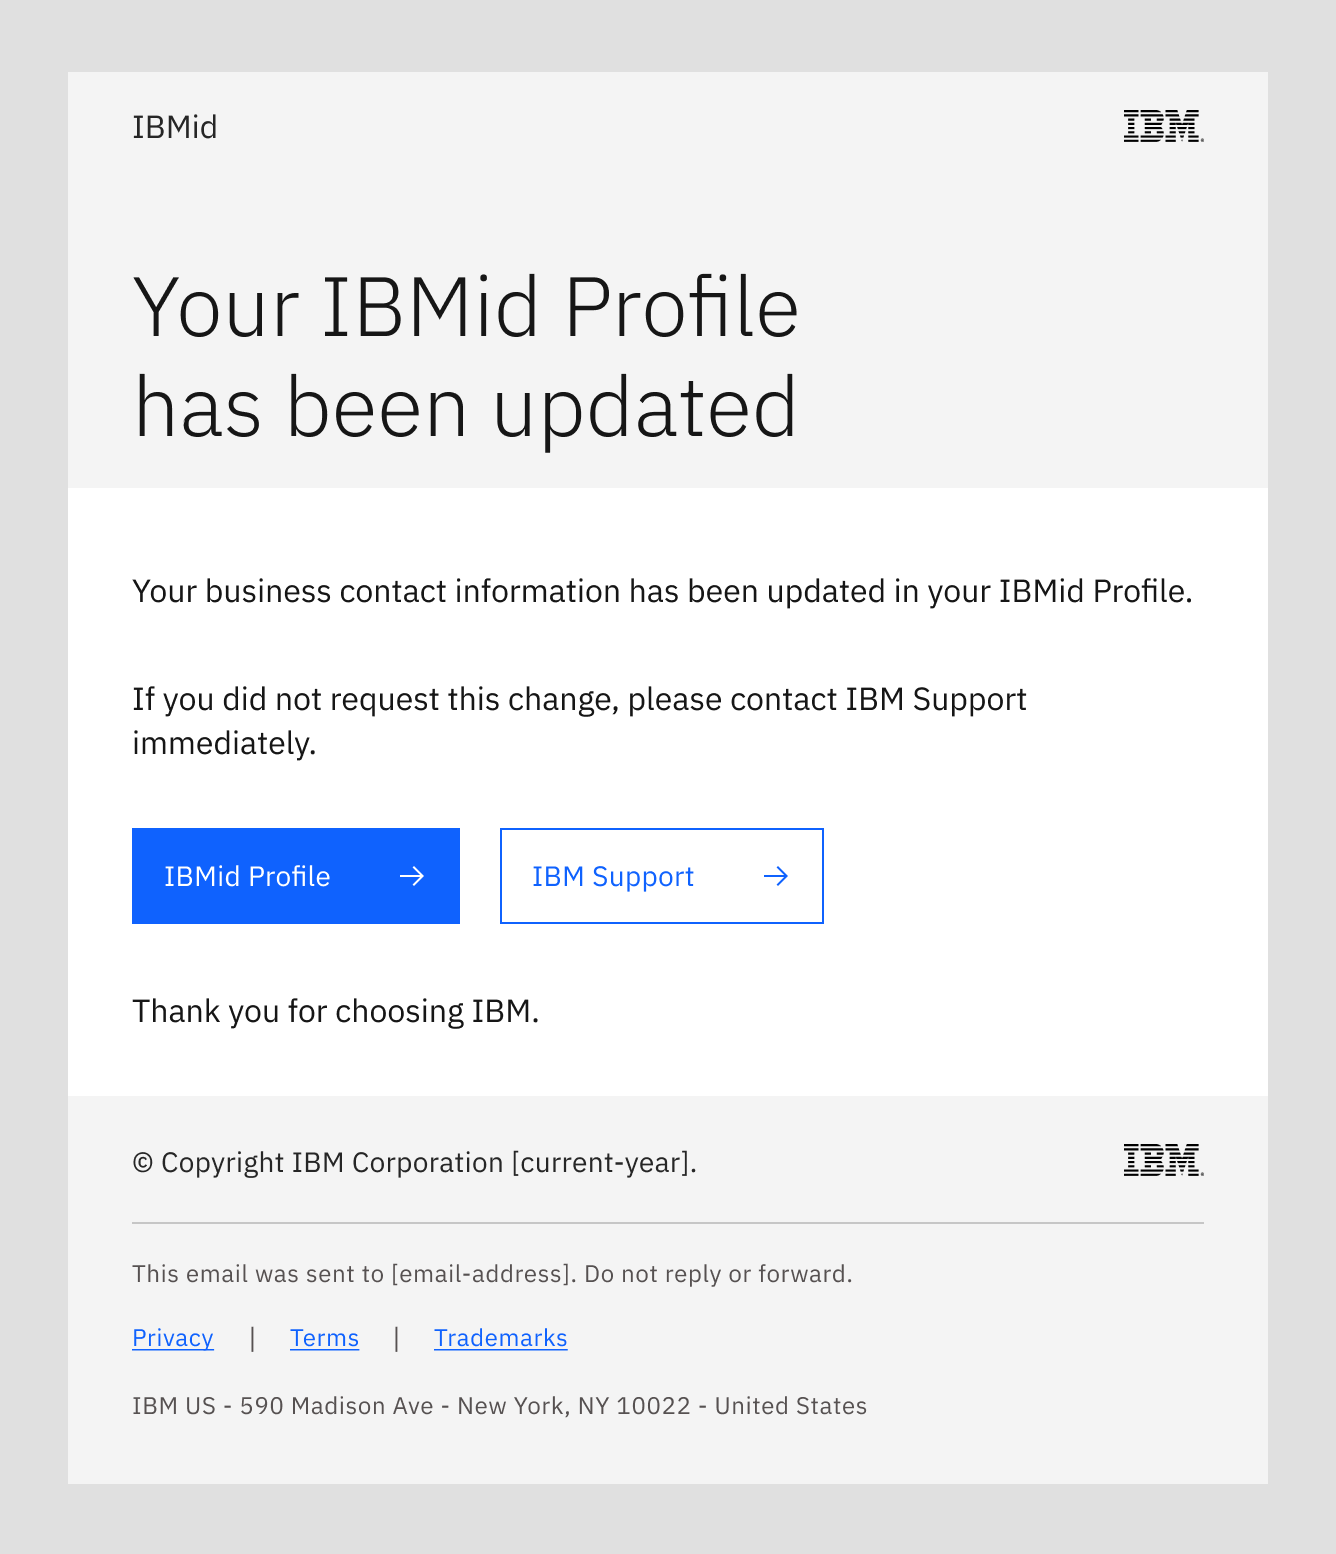 IBMid
IBM
Your IBMid Profile
has been updated
Your business contact information has been updated in your IBMid Profile.
If you did not request this change, please contact IBM Support
immediately.
IBMid Profile →
IBM Support →
Thank you for choosing IBM.
© Copyright IBM Corporation [current-year].
IBM
This email was sent to [email-address]. Do not reply or forward.
Privacy | Terms | Trademarks
IBM US - 590 Madison Ave - New York, NY 10022 - United States